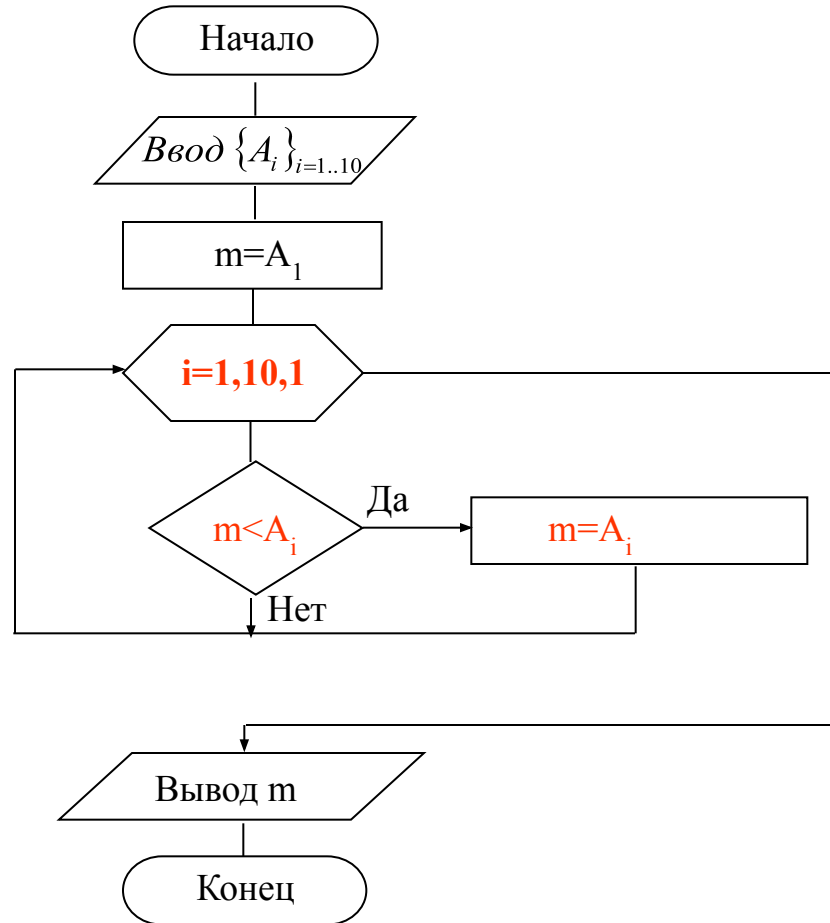 Начало
Ввод {A_i}_{i=1..10}
m=A_1
i=1,10,1
m<A_i
Да
m=A_i
Нет
Вывод m
Конец